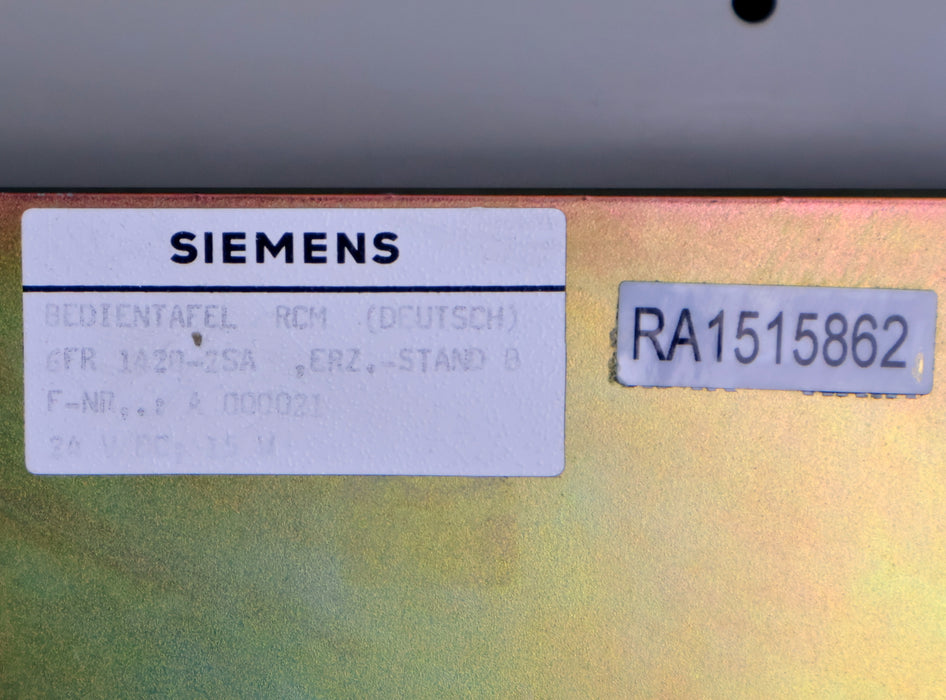 SIEMENS
BEDIENTAFEL RCM (DEUTSCH)
6FR 1420-2SA ,ERZ.-STAND B
F-NR..: A 000021
24 V DC, 15 W
RA1515862